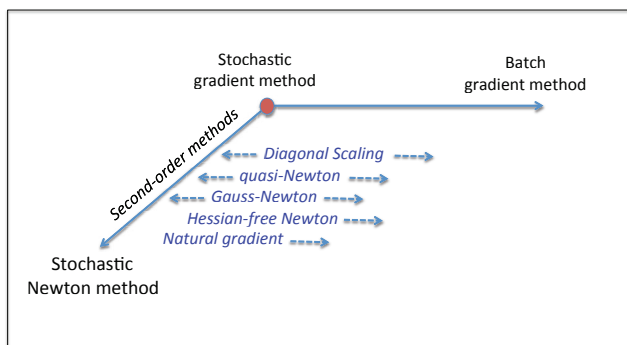 Stochastic
gradient method
Batch
gradient method
Second-order methods
Diagonal Scaling
quasi-Newton
Gauss-Newton
Hessian-free Newton
Natural gradient
Stochastic
Newton method